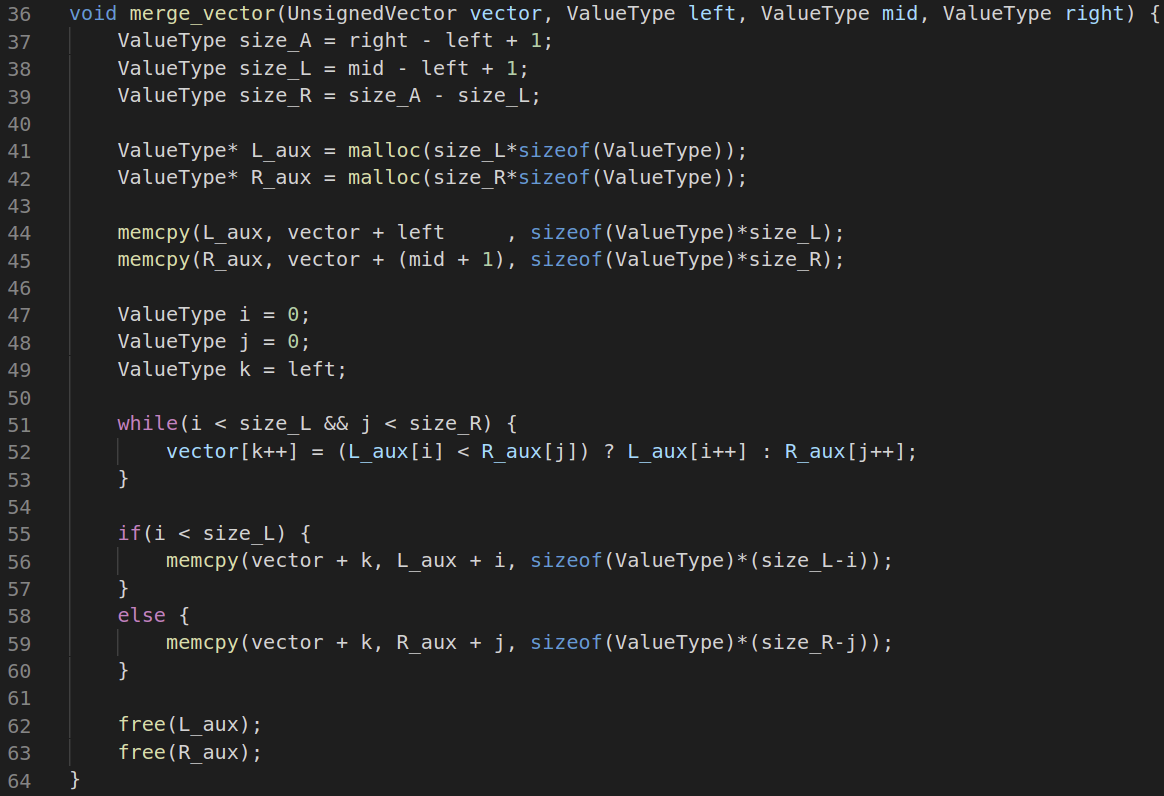 36 void merge_vector(UnsignedVector vector, ValueType left, ValueType mid, ValueType right) {
37     ValueType size_A = right - left + 1;
38     ValueType size_L = mid - left + 1;
39     ValueType size_R = size_A - size_L;
40
41     ValueType* L_aux = malloc(size_L*sizeof(ValueType));
42     ValueType* R_aux = malloc(size_R*sizeof(ValueType));
43
44     memcpy(L_aux, vector + left     , sizeof(ValueType)*size_L);
45     memcpy(R_aux, vector + (mid + 1), sizeof(ValueType)*size_R);
46
47     ValueType i = 0;
48     ValueType j = 0;
49     ValueType k = left;
50
51     while(i < size_L && j < size_R) {
52         vector[k++] = (L_aux[i] < R_aux[j]) ? L_aux[i++] : R_aux[j++];
53     }
54
55     if(i < size_L) {
56         memcpy(vector + k, L_aux + i, sizeof(ValueType)*(size_L-i));
57     }
58     else {
59         memcpy(vector + k, R_aux + j, sizeof(ValueType)*(size_R-j));
60     }
61
62     free(L_aux);
63     free(R_aux);
64 }